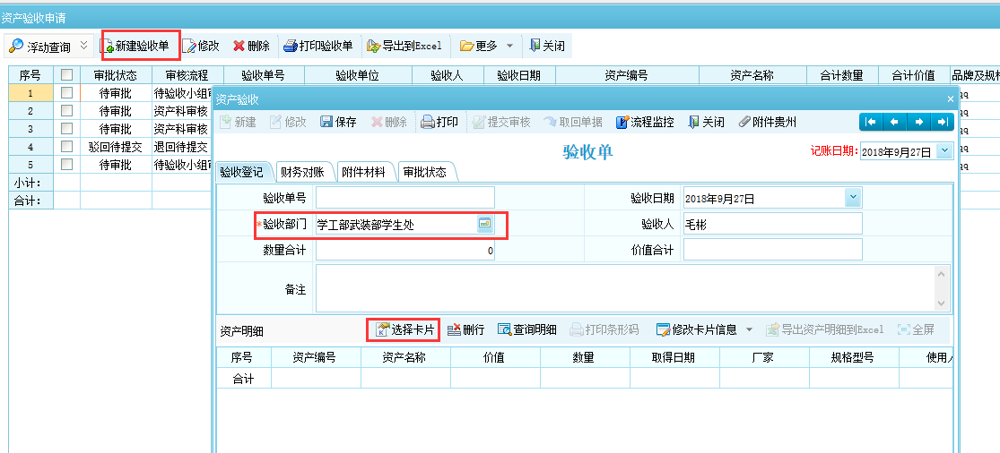 资产验收申请
浮动查询 新建验收单 修改 删除 打印验收单 导出到Excel 更多 关闭
序号 审批状态 审核流程 验收单号 验收单位 验收人 验收日期 资产编号 资产名称 合计数量 合计价值 品牌及规格
1 待审批 待验收小组审
2 待审批 资产科审核
3 待审批 资产科审核
4 驳回待提交 退回待提交
5 待审批 待验收小组审
小计：
合计：
资产验收
新建 修改 保存 删除 打印 提交审核 取回单据 流程监控 关闭 附件贵州
验收单
记账日期: 2018年9月27日
验收登记 财务对账 附件材料 审批状态
验收单号 验收日期 2018年9月27日
*验收部门 学工部武装部学生处 验收人 毛彬
数量合计 0 价值合计
备注
资产明细 选择卡片 删行 查询明细 打印条形码 修改卡片信息 导出资产明细到Excel 全屏
序号 资产编号 资产名称 价值 数量 取得日期 厂家 规格型号 使用人
合计